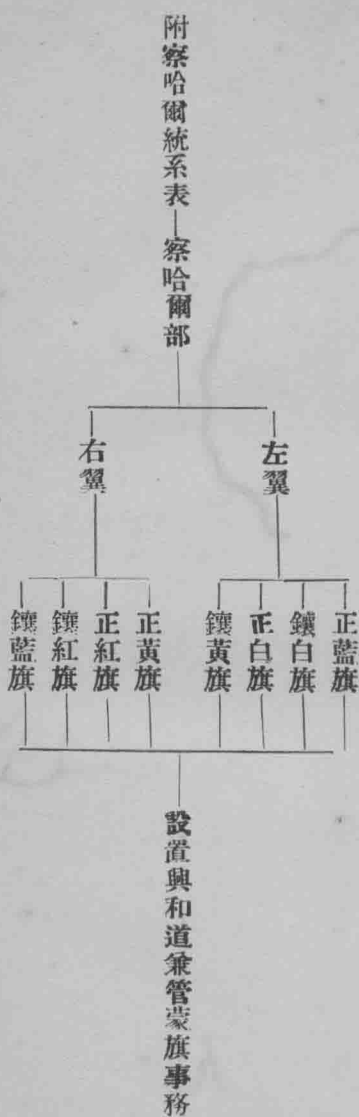 附察哈爾統系表—察哈爾部
左翼
右翼
正藍旗
鑲白旗
正白旗
鑲黃旗
正黃旗
正紅旗
鑲紅旗
鑲藍旗
設置興和道兼管蒙旗事務